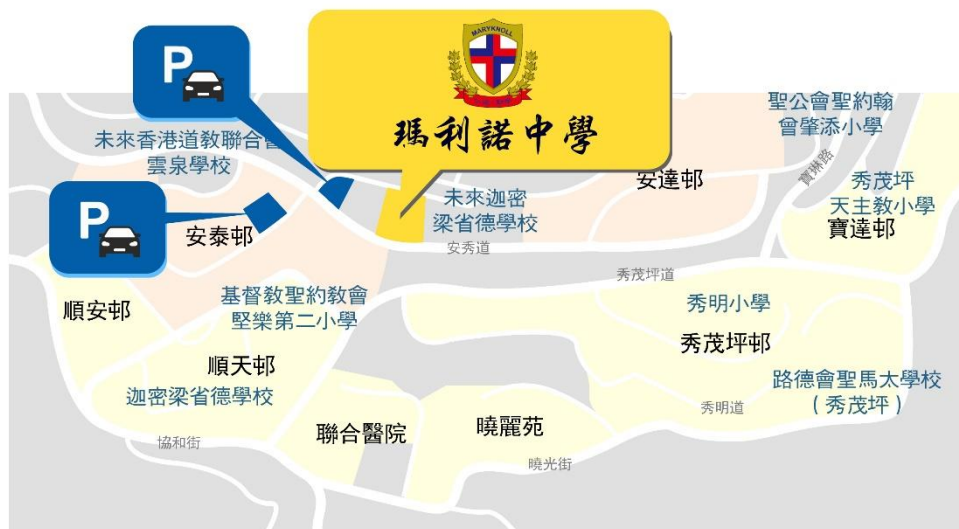 P
MARYKNOLL
瑪利諾中學
未來香港道教聯合會
雲泉學校
聖公會聖約翰
曾肇添小學
寶琳路
安達邨
秀茂坪
天主教小學
寶達邨
未來迦密
梁省德學校
P
安泰邨
安秀道
秀茂坪道
順安邨
基督教聖約教會
堅樂第二小學
秀明小學
順天邨
秀茂坪邨
迦密梁省德學校
路德會聖馬太學校
(秀茂坪)
秀明道
聯合醫院
曉麗苑
協和街
曉光街